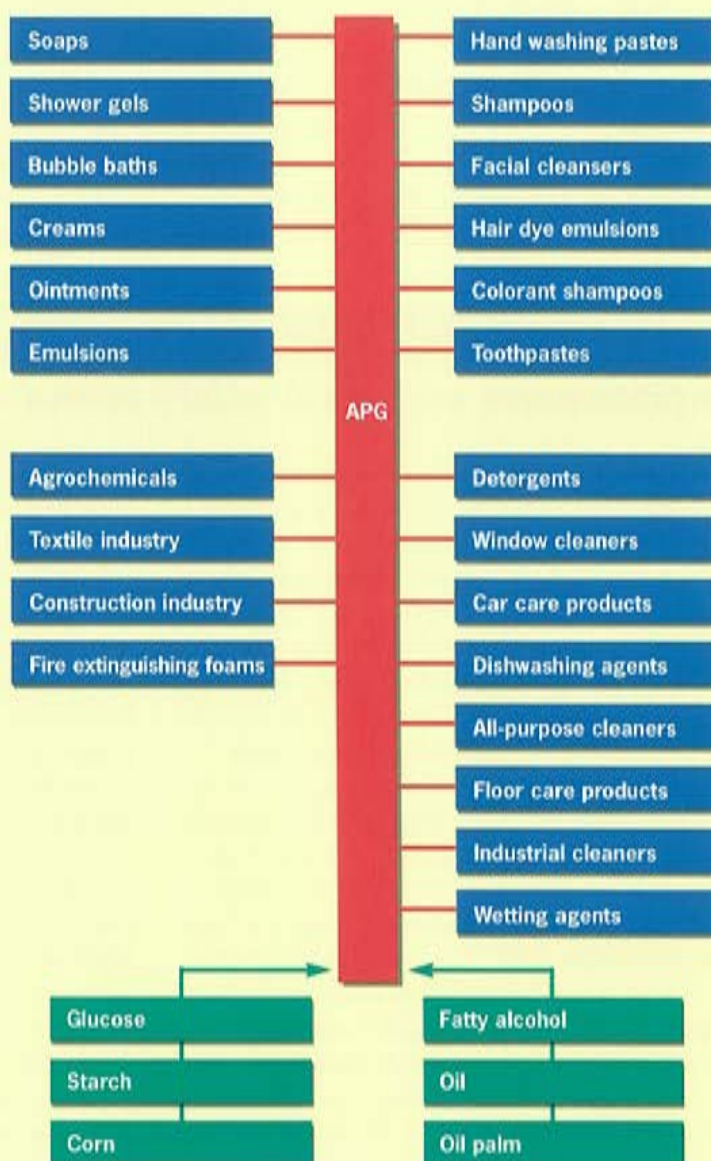 Soaps
Hand washing pastes
Shower gels
Shampoos
Bubble baths
Facial cleansers
Creams
Hair dye emulsions
Ointments
Colorant shampoos
Emulsions
Toothpastes
APG
Agrochemicals
Detergents
Textile industry
Window cleaners
Construction industry
Car care products
Fire extinguishing foams
Dishwashing agents
All-purpose cleaners
Floor care products
Industrial cleaners
Wetting agents
Glucose
Fatty alcohol
Starch
Oil
Corn
Oil palm